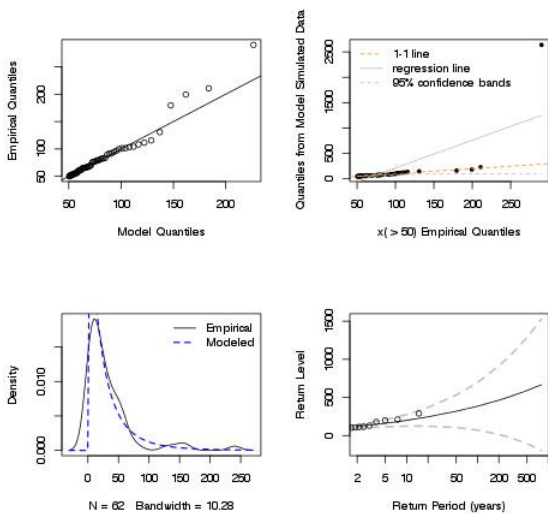 Empirical Quantiles
50 100 200
50 100 150 200
Model Quantiles
Quantiles from Model Simulated Data
0 500 1500 2500
1-1 line
regression line
95% confidence bands
50 100 150 200 250
x( > 50) Empirical Quantiles
Density
0.000 0.010
Empirical
Modeled
0 50 100 150 200 250
N = 62 Bandwidth = 10.28
Return Level
0 500 1000 1500
2 5 10 50 200 500
Return Period (years)